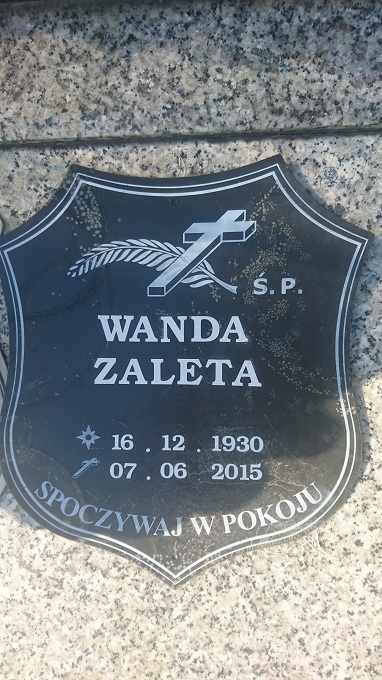 Ś.P.
WANDA
ZALETA
16.12.1930
07.06 2015
SPOCZYWAJ W POKOJU